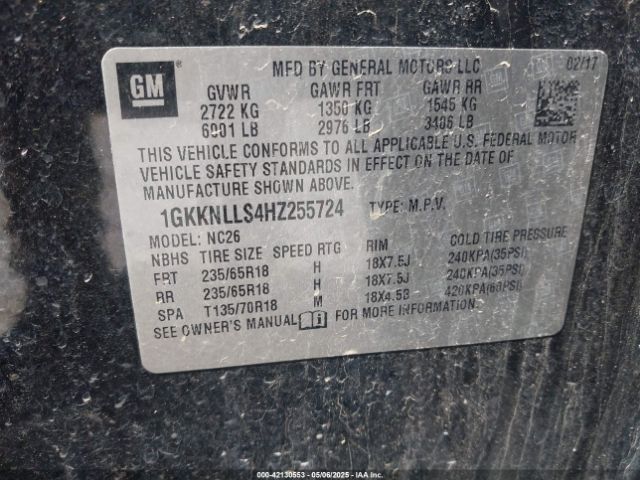 GM ®
MFD BY GENERAL MOTORS LLC 02/17
GVWR GAWR FRT GAWR RR
2722 KG 1350 KG 1545 KG
6001 LB 2976 LB 3406 LB
THIS VEHICLE CONFORMS TO ALL APPLICABLE U.S. FEDERAL MOTOR
VEHICLE SAFETY STANDARDS IN EFFECT ON THE DATE OF
MANUFACTURE SHOWN ABOVE.
1GKKNLLS4HZ255724 TYPE: M.P.V.
MODEL: NC26
NBHS TIRE SIZE SPEED RTG RIM COLD TIRE PRESSURE
FRT 235/65R18 H 18X7.5J 240KPA(35PSI)
RR 235/65R18 H 18X7.5J 240KPA(35PSI)
SPA T135/70R18 M 18X4.5B 420KPA(60PSI)
SEE OWNER'S MANUAL FOR MORE INFORMATION.
000-42130553 - 05/06/2025 - IAAI.COM